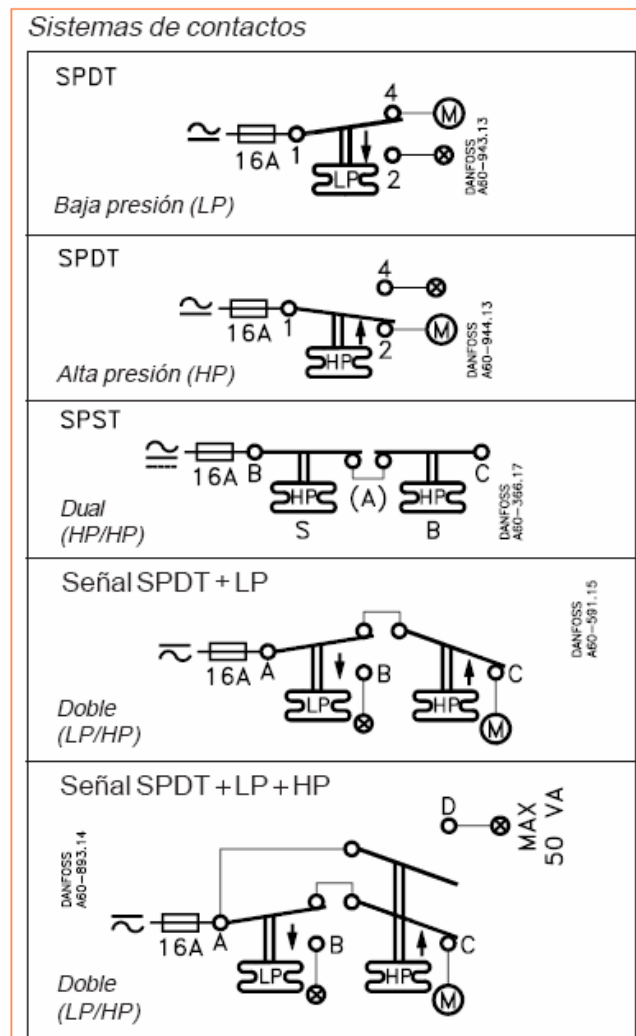 Sistemas de contactos
SPDT
4
M
16A
1
LP
2
Baja presión (LP)
DANFOSS
A60-943.13
SPDT
4
16A
1
HP
2
M
Alta presión (HP)
DANFOSS
A60-944.13
SPST
16A
B
HP
(A)
HP
C
S
B
Dual
(HP/HP)
DANFOSS
A60-366.17
Señal SPDT + LP
16A
A
LP
B
HP
C
M
Doble
(LP/HP)
DANFOSS
A60-591.15
Señal SPDT + LP + HP
D
MAX
50 VA
DANFOSS
A60-893.14
16A
A
LP
B
HP
C
M
Doble
(LP/HP)